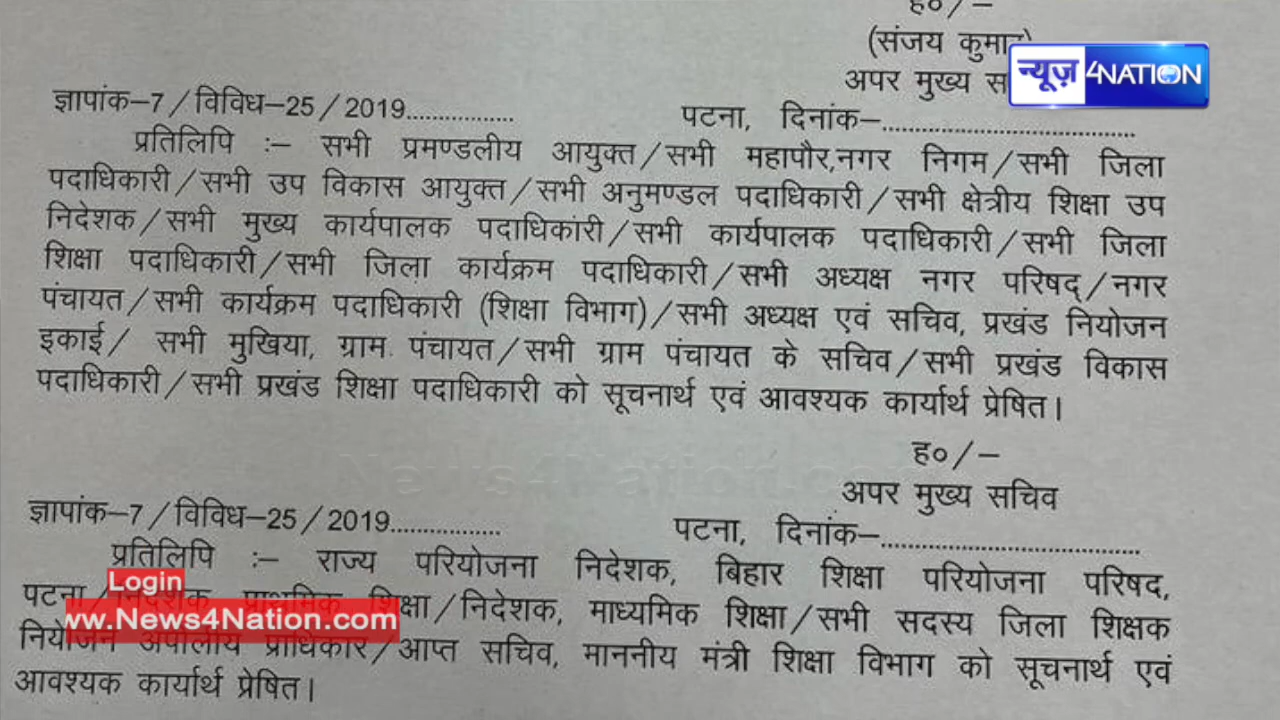 ह०/–
(संजय कुमार)
न्यूज़ 4NATION
अपर मुख्य
ज्ञापांक–7/विविध–25/2019.................. पटना, दिनांक–.......................................
प्रतिलिपि :– सभी प्रमण्डलीय आयुक्त/सभी महापौर,नगर निगम/सभी जिला
पदाधिकारी/सभी उप विकास आयुक्त/सभी अनुमण्डल पदाधिकारी/सभी क्षेत्रीय शिक्षा उप
निदेशक/सभी मुख्य कार्यपालक पदाधिकारी/सभी कार्यपालक पदाधिकारी/सभी जिला
शिक्षा पदाधिकारी/सभी जिला कार्यक्रम पदाधिकारी/सभी अध्यक्ष नगर परिषद्/नगर
पंचायत/सभी कार्यक्रम पदाधिकारी (शिक्षा विभाग)/सभी अध्यक्ष एवं सचिव, प्रखंड नियोजन
इकाई/ सभी मुखिया, ग्राम पंचायत/सभी ग्राम पंचायत के सचिव/सभी प्रखंड विकास
पदाधिकारी/सभी प्रखंड शिक्षा पदाधिकारी को सूचनार्थ एवं आवश्यक कार्यार्थ प्रेषित।
ह०/–
News4Nation.com
अपर मुख्य सचिव
ज्ञापांक–7/विविध–25/2019.................. पटना, दिनांक–.......................................
प्रतिलिपि :– राज्य परियोजना निदेशक, बिहार शिक्षा परियोजना परिषद,
Login
पटना/निदेशक, प्राथमिक शिक्षा/निदेशक, माध्यमिक शिक्षा/सभी सदस्य जिला शिक्षक
ww.News4Nation.com
नियोजन अपीलीय प्राधिकार/आप्त सचिव, माननीय मंत्री शिक्षा विभाग को सूचनार्थ एवं
आवश्यक कार्यार्थ प्रेषित।